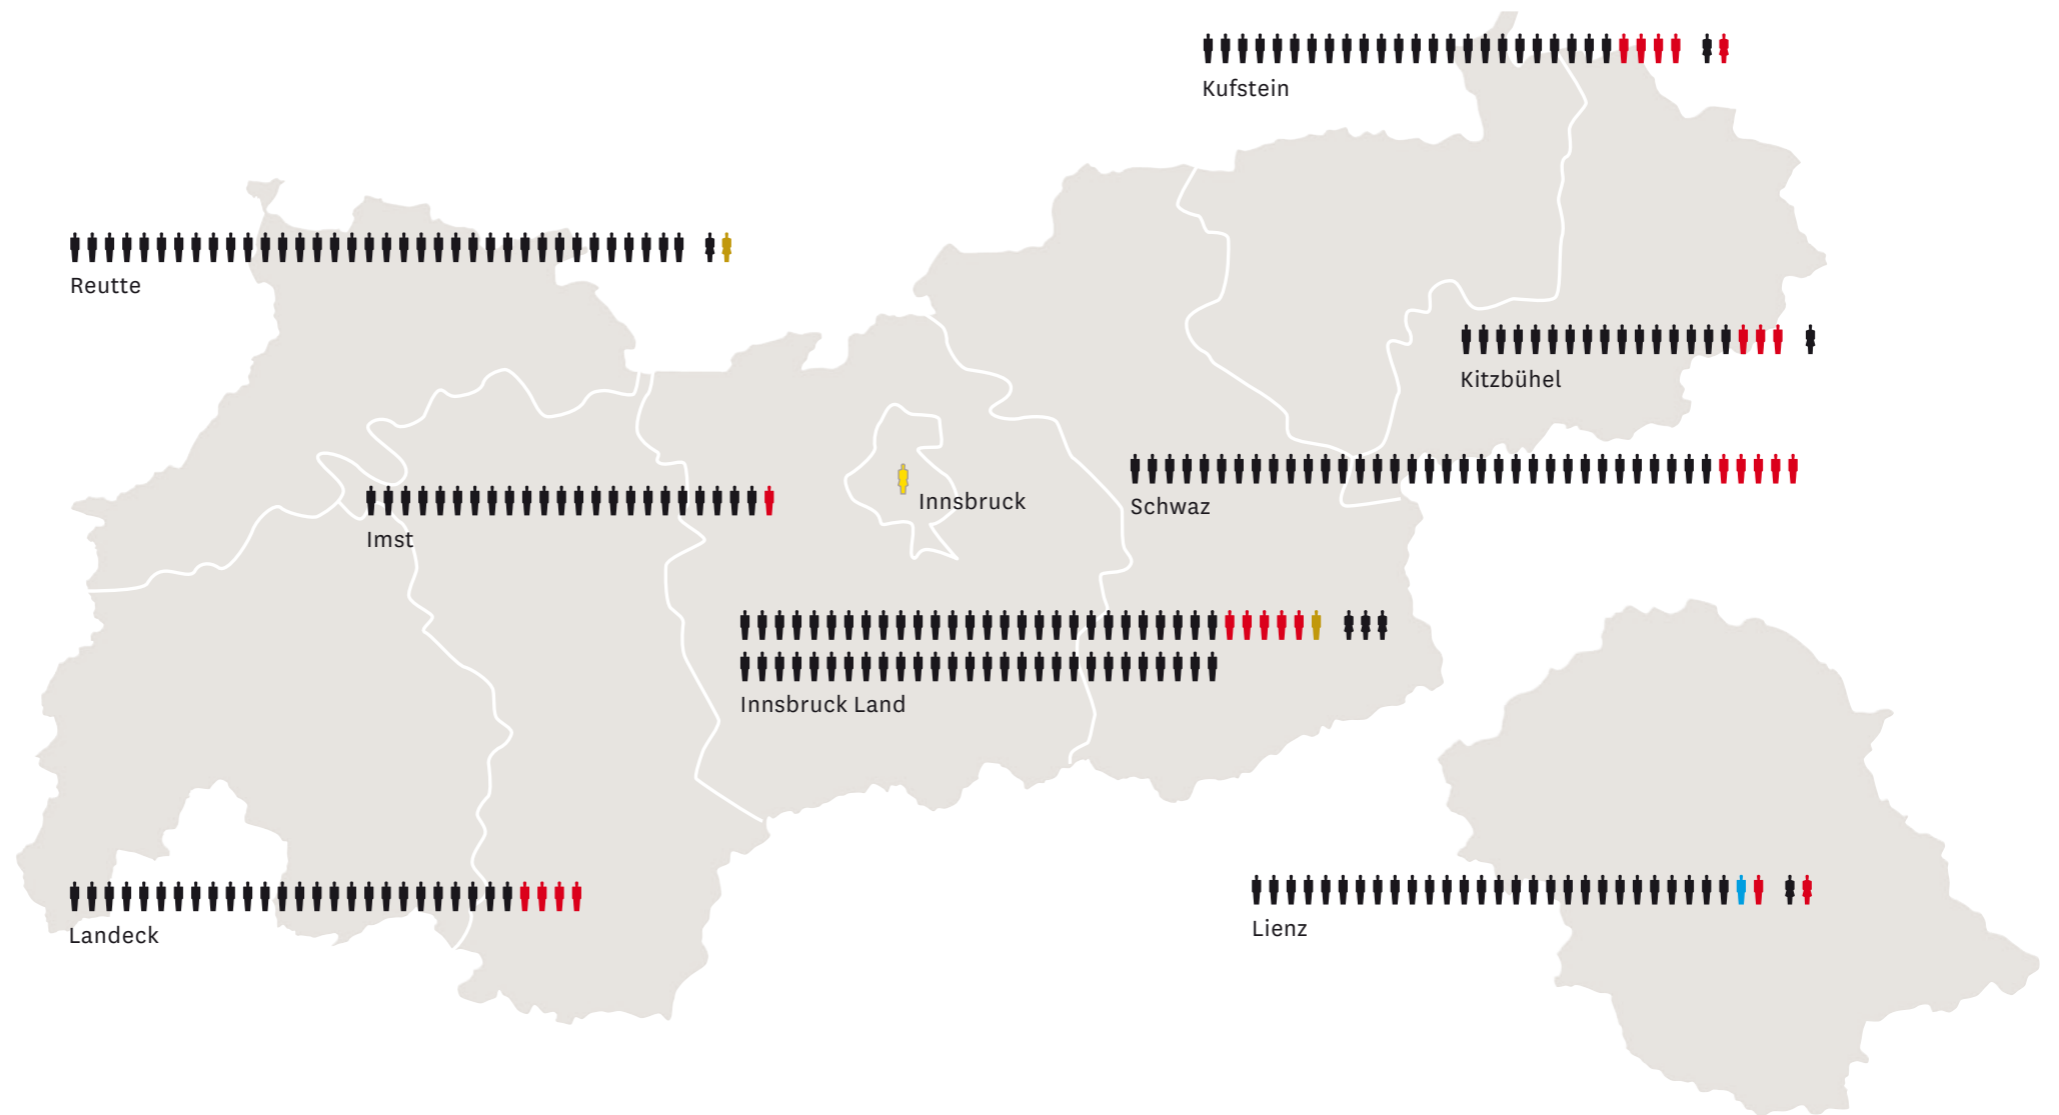 Kufstein
Reutte
Kitzbühel
Innsbruck
Schwaz
Imst
Innsbruck Land
Landeck
Lienz